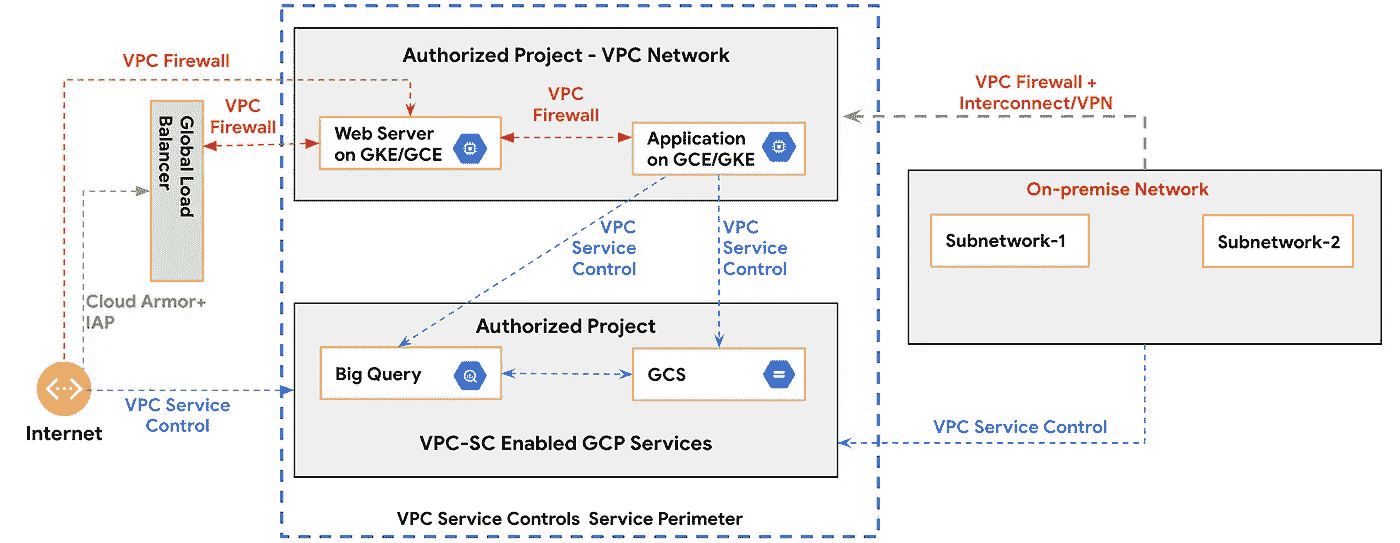 Authorized Project - VPC Network
VPC Firewall
VPC
Firewall
Global Load
Balancer
Web Server
on GKE/GCE
VPC
Firewall
Application
on GCE/GKE
VPC Firewall +
Interconnect/VPN
On-premise Network
Subnetwork-1
Subnetwork-2
VPC
Service
Control
VPC
Service
Control
Cloud Armor+
IAP
Authorized Project
Big Query
GCS
VPC-SC Enabled GCP Services
Internet
VPC Service
Control
VPC Service Control
VPC Service Controls Service Perimeter